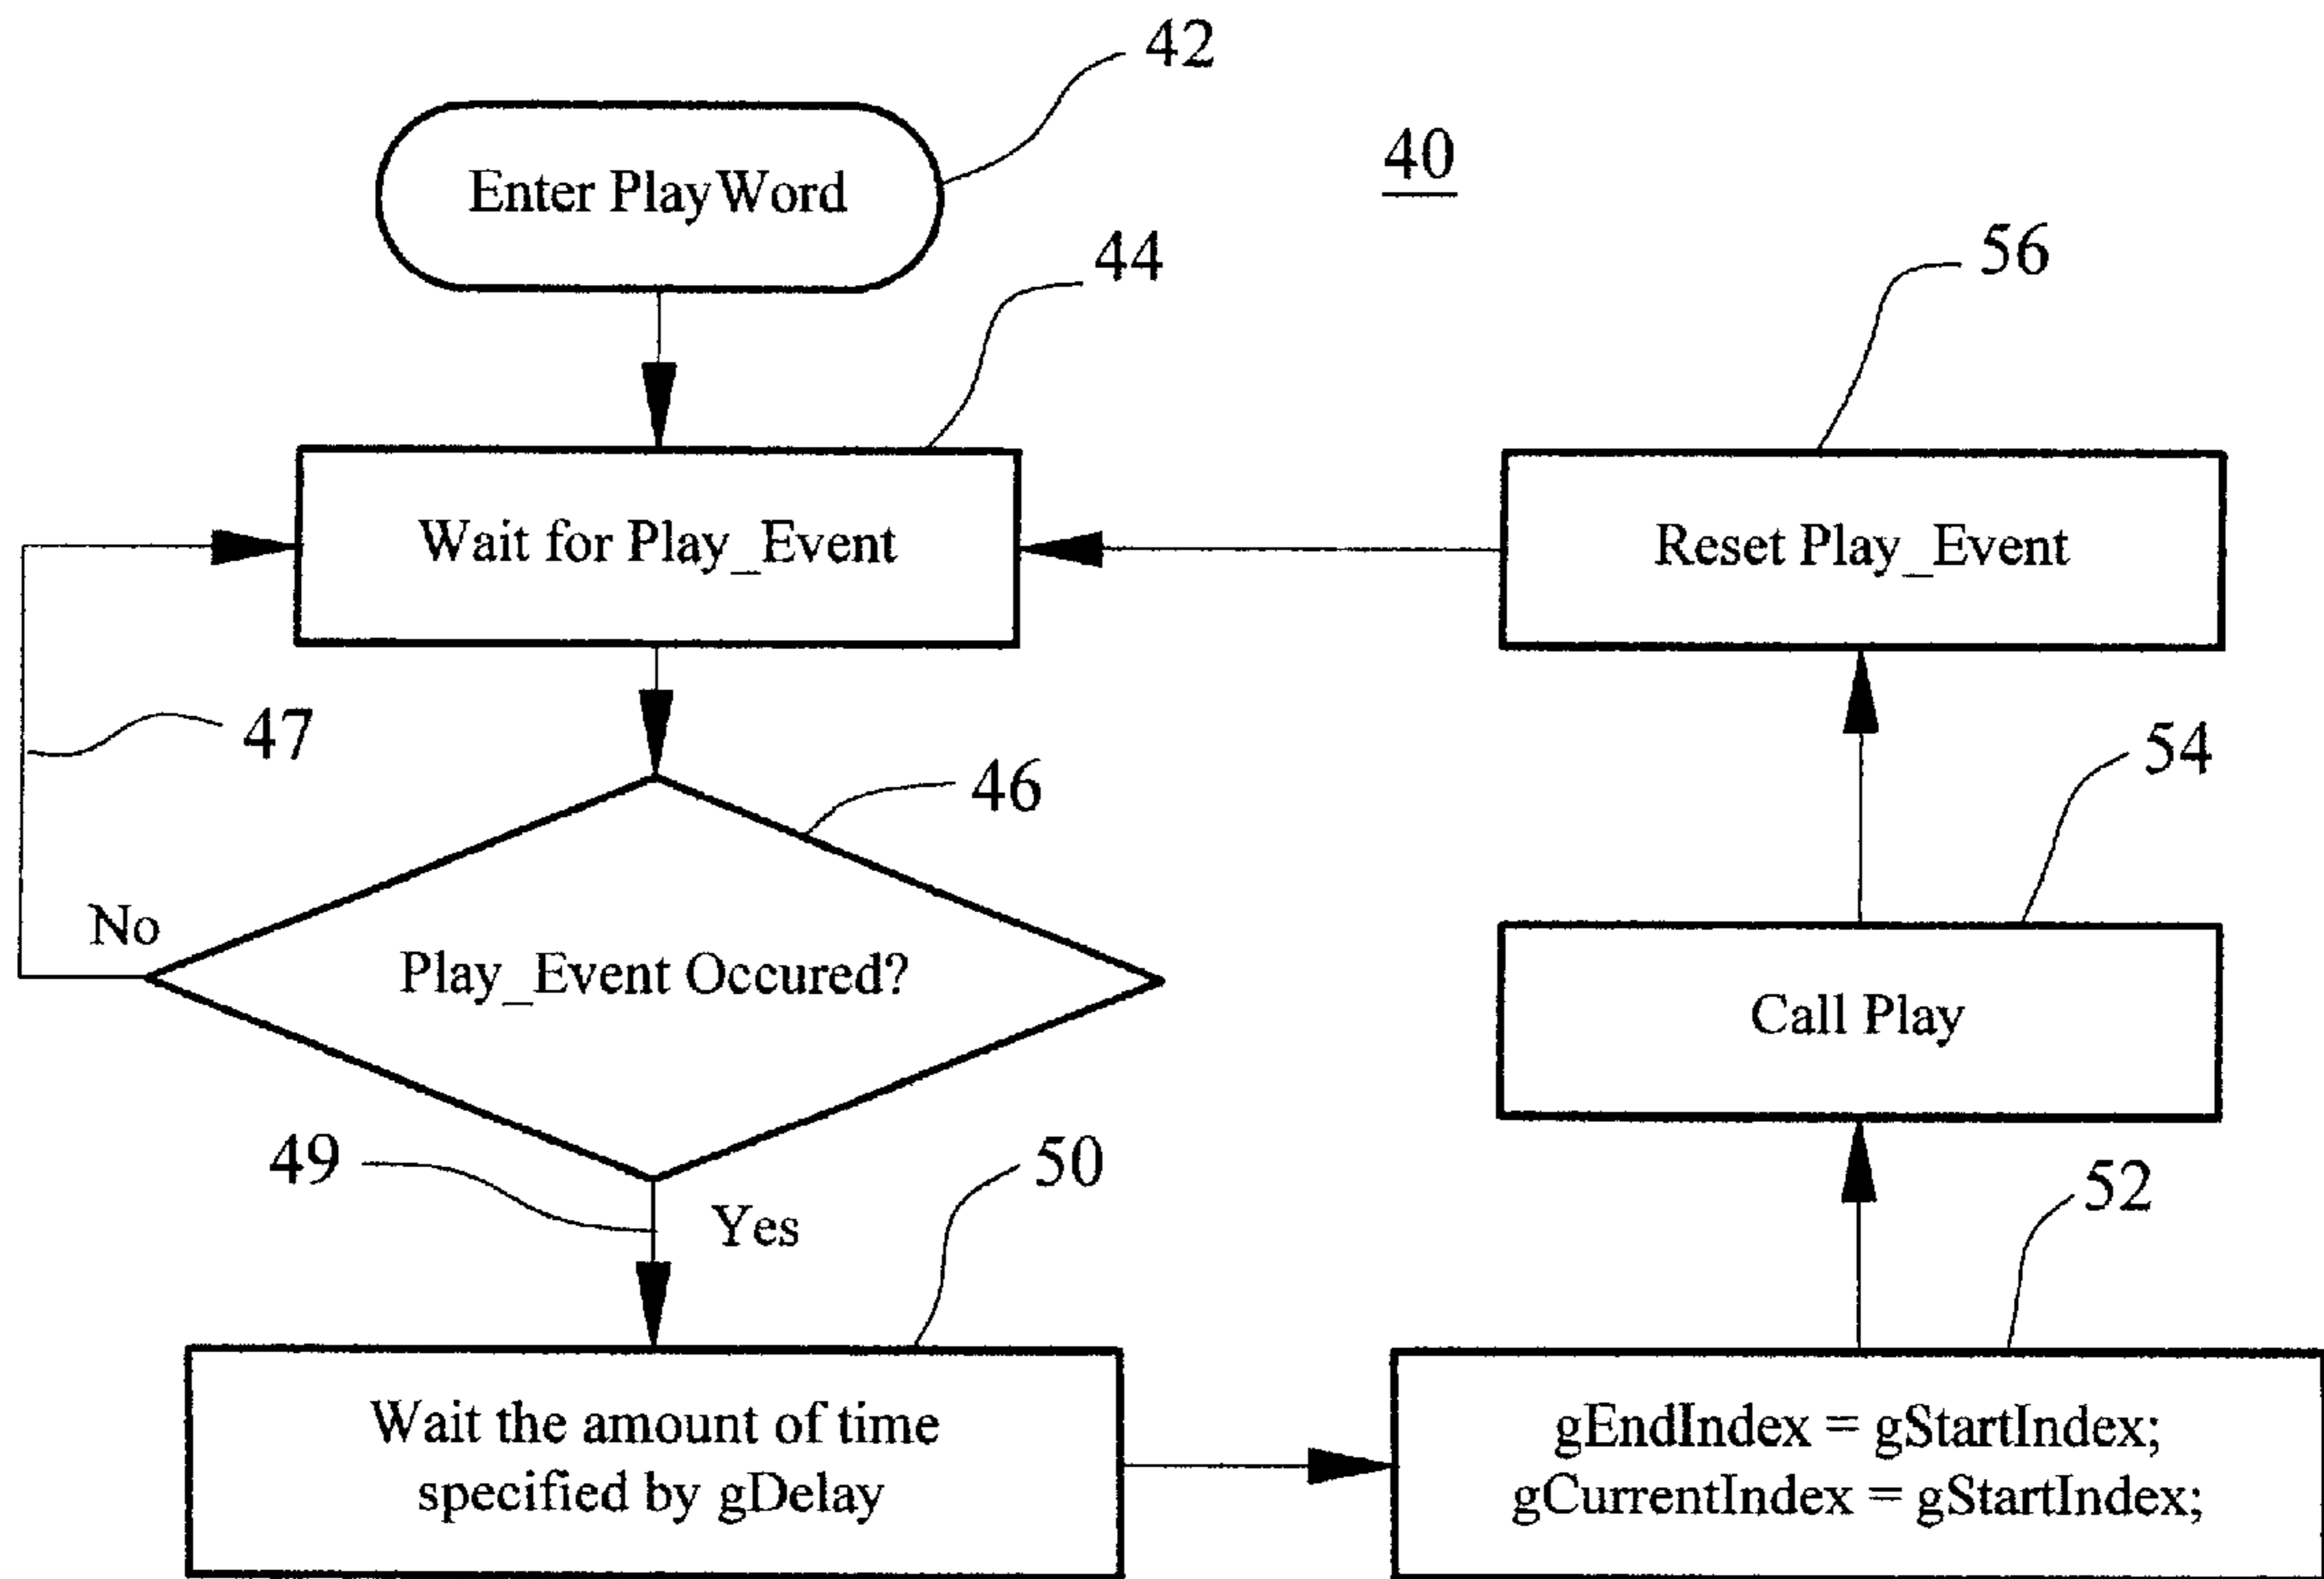 42
Enter PlayWord
40
44
56
Wait for Play_Event
Reset Play_Event
47
46
54
No
Play_Event Occured?
Call Play
49
Yes
50
52
Wait the amount of time
specified by gDelay
gEndIndex = gStartIndex;
gCurrentIndex = gStartIndex;